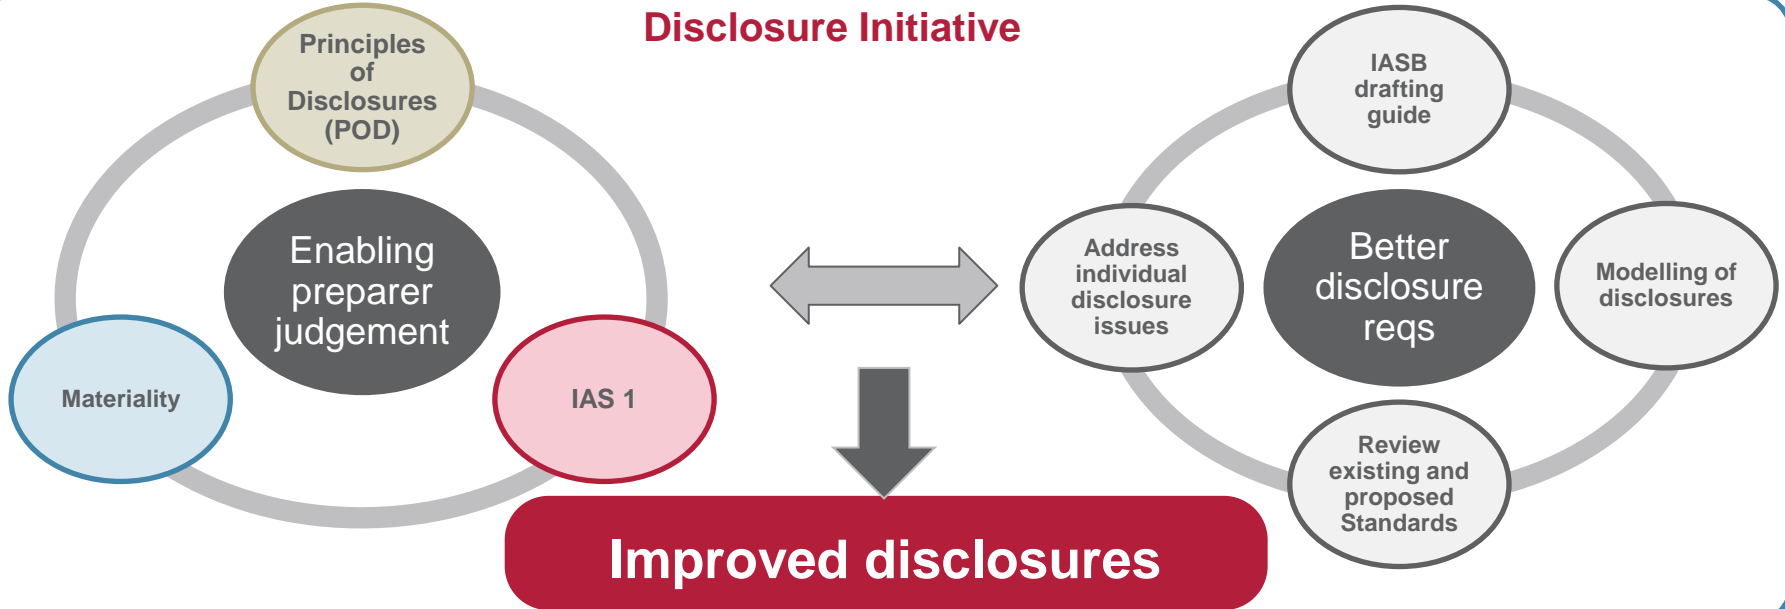 Disclosure Initiative
Principles
of
Disclosures
(POD)
Enabling
preparer
judgement
Materiality
IAS 1
IASB
drafting
guide
Address
individual
disclosure
issues
Better
disclosure
reqs
Modelling of
disclosures
Review
existing and
proposed
Standards
Improved disclosures